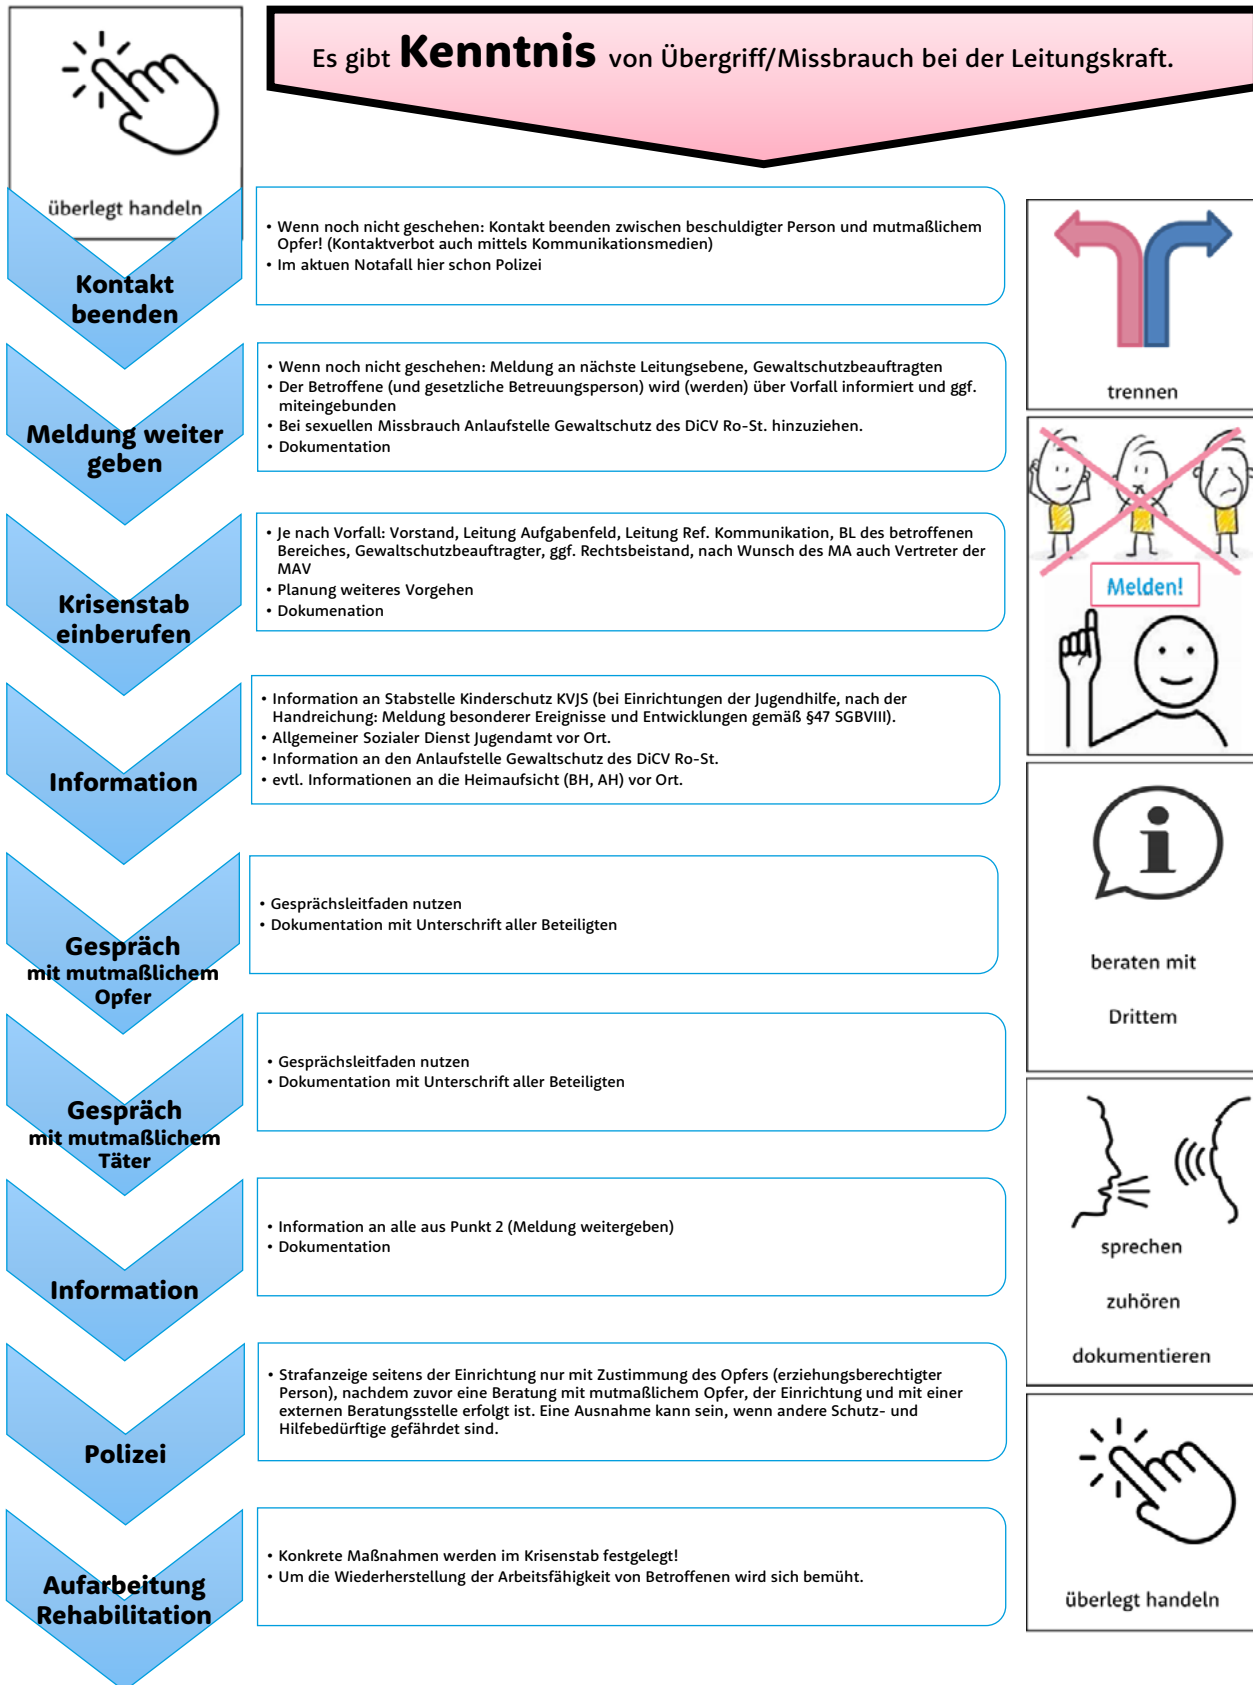 Es gibt Kenntnis von Übergriff/Missbrauch bei der Leitungskraft.
überlegt handeln
Kontakt
beenden
• Wenn noch nicht geschehen: Kontakt beenden zwischen beschuldigter Person und mutmaßlichem
Opfer! (Kontaktverbot auch mittels Kommunikationsmedien)
• Im aktuen Notafall hier schon Polizei
trennen
Meldung weiter
geben
• Wenn noch nicht geschehen: Meldung an nächste Leitungsebene, Gewaltschutzbeauftragten
• Der Betroffene (und gesetzliche Betreuungsperson) wird (werden) über Vorfall informiert und ggf.
miteingebunden
• Bei sexuellen Missbrauch Anlaufstelle Gewaltschutz des DiCV Ro-St. hinzuziehen.
• Dokumentation
Melden!
Krisenstab
einberufen
• Je nach Vorfall: Vorstand, Leitung Aufgabenfeld, Leitung Ref. Kommunikation, BL des betroffenen
Bereiches, Gewaltschutzbeauftragter, ggf. Rechtsbeistand, nach Wunsch des MA auch Vertreter der
MAV
• Planung weiteres Vorgehen
• Dokumenation
Information
• Information an Stabstelle Kinderschutz KVJS (bei Einrichtungen der Jugendhilfe, nach der
Handreichung: Meldung besonderer Ereignisse und Entwicklungen gemäß §47 SGBVIII).
• Allgemeiner Sozialer Dienst Jugendamt vor Ort.
• Information an den Anlaufstelle Gewaltschutz des DiCV Ro-St.
• evtl. Informationen an die Heimaufsicht (BH, AH) vor Ort.
beraten mit
Drittem
Gespräch
mit mutmaßlichem
Opfer
• Gesprächsleitfaden nutzen
• Dokumentation mit Unterschrift aller Beteiligten
Gespräch
mit mutmaßlichem
Täter
• Gesprächsleitfaden nutzen
• Dokumentation mit Unterschrift aller Beteiligten
sprechen
zuhören
dokumentieren
Information
• Information an alle aus Punkt 2 (Meldung weitergeben)
• Dokumentation
Polizei
• Strafanzeige seitens der Einrichtung nur mit Zustimmung des Opfers (erziehungsberechtigter
Person), nachdem zuvor eine Beratung mit mutmaßlichem Opfer, der Einrichtung und mit einer
externen Beratungsstelle erfolgt ist. Eine Ausnahme kann sein, wenn andere Schutz- und
Hilfebedürftige gefährdet sind.
Aufarbeitung
Rehabilitation
• Konkrete Maßnahmen werden im Krisenstab festgelegt!
• Um die Wiederherstellung der Arbeitsfähigkeit von Betroffenen wird sich bemüht.
überlegt handeln